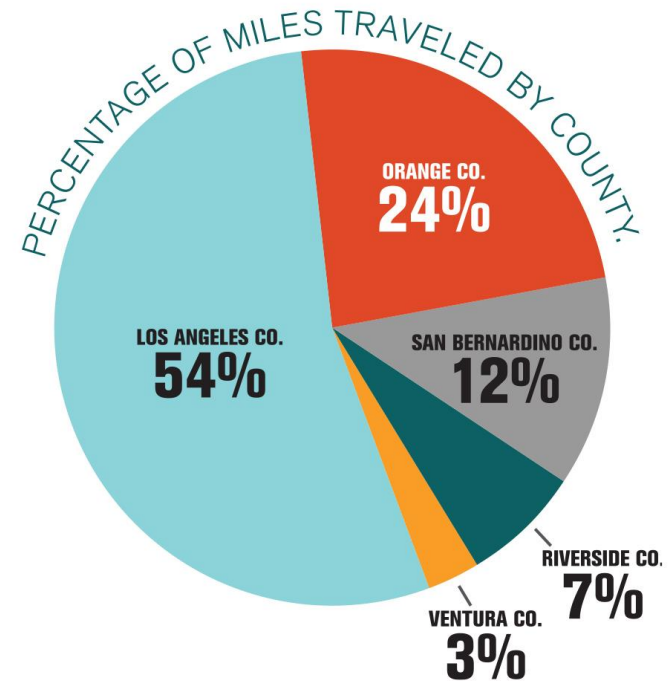 PERCENTAGE OF MILES TRAVELED BY COUNTY.
ORANGE CO.
24%
LOS ANGELES CO.
54%
SAN BERNARDINO CO.
12%
RIVERSIDE CO.
7%
VENTURA CO.
3%